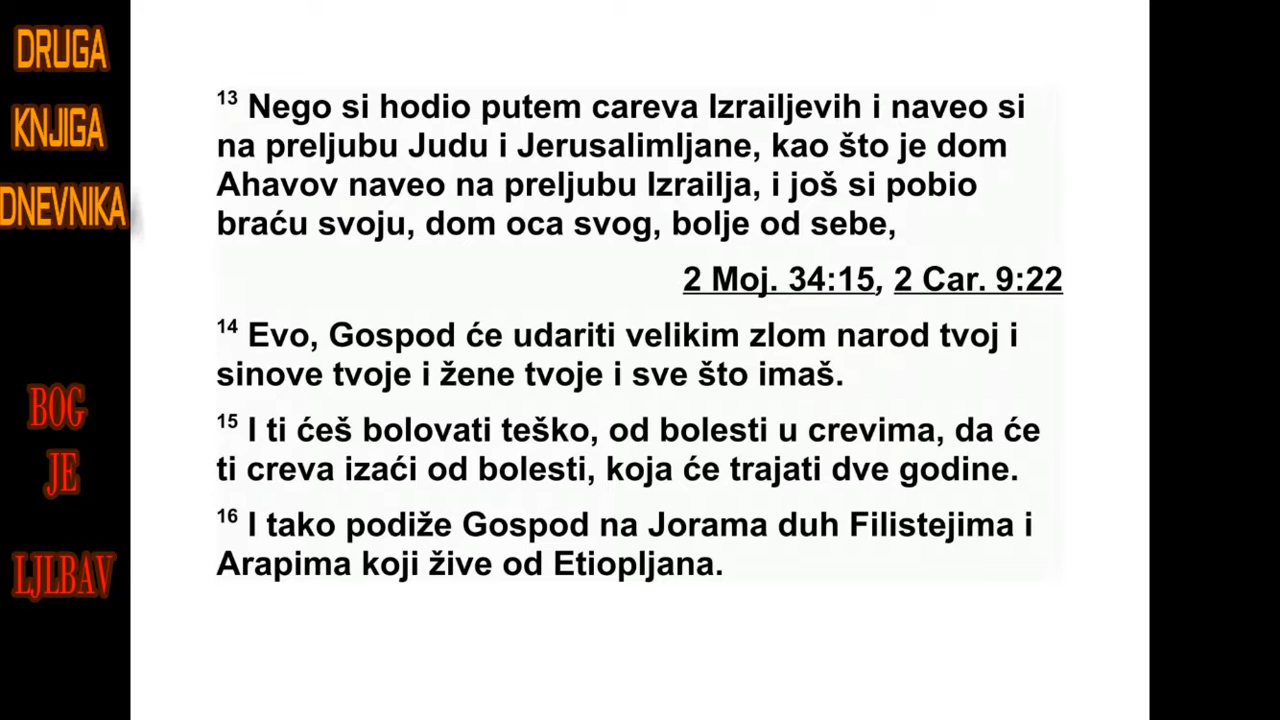 DRUGA
KNJIGA
DNEVNIKA
BOG
JE
LJLBAV
13 Nego si hodio putem careva Izrailjevih i naveo si
na preljubu Judu i Jerusalimljane, kao što je dom
Ahavov naveo na preljubu Izrailja, i još si pobio
braću svoju, dom oca svog, bolje od sebe,
2 Moj. 34:15, 2 Car. 9:22
14 Evo, Gospod će udariti velikim zlom narod tvoj i
sinove tvoje i žene tvoje i sve što imaš.
15 I ti ćeš bolovati teško, od bolesti u crevima, da će
ti creva izaći od bolesti, koja će trajati dve godine.
16 I tako podiže Gospod na Jorama duh Filistejima i
Arapima koji žive od Etiopljana.